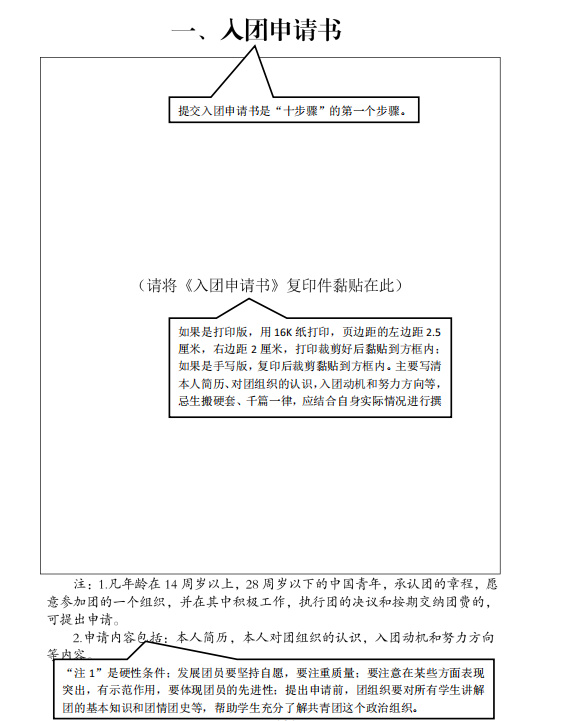 一、入团申请书
提交入团申请书是“十步骤”的第一个步骤。
（请将《入团申请书》复印件黏贴在此）
如果是打印版，用 16K 纸打印，页边距的左边距 2.5
厘米，右边距 2 厘米，打印裁剪好后黏贴到方框内；
如果是手写版，复印后裁剪黏贴到方框内。主要写清
本人简历、对团组织的认识，入团动机和努力方向等，
忌生搬硬套、千篇一律，应结合自身实际情况进行撰
注：1.凡年龄在 14 周岁以上，28 周岁以下的中国青年，承认团的章程，愿
意参加团的一个组织，并在其中积极工作，执行团的决议和按期交纳团费的，
可提出申请。
2.申请内容包括：本人简历，本人对团组织的认识，入团动机和努力方向
等内容。
“注 1”是硬性条件；发展团员要坚持自愿，要注重质量；要注意在某些方面表现
突出，有示范作用，要体现团员的先进性；提出申请前，团组织要对所有学生讲解
团的基本知识和团情团史等，帮助学生充分了解共青团这个政治组织。